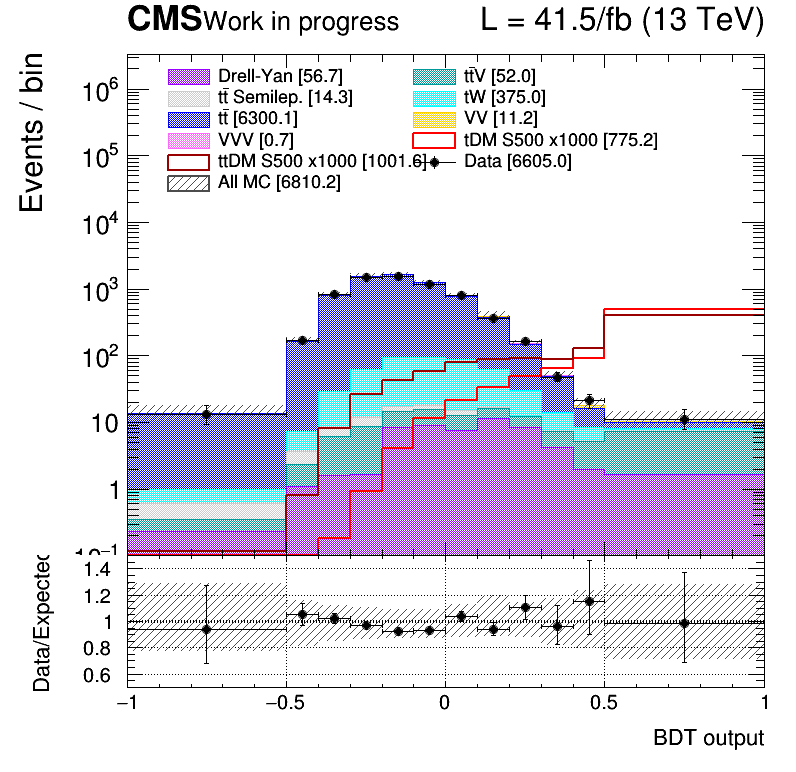 CMS Work in progress L = 41.5/fb (13 TeV)
Events / bin
Drell-Yan [56.7] tt̄V [52.0]
tt̄ Semilep. [14.3] tW [375.0]
tt̄ [6300.1] VV [11.2]
VVV [0.7] tDM S500 x1000 [775.2]
ttDM S500 x1000 [1001.6] Data [6605.0]
All MC [6810.2]
10⁶
10⁵
10⁴
10³
10²
10
1
10⁻¹
Data/Expected
1.4
1.2
1
0.8
0.6
−1 −0.5 0 0.5 1
BDT output